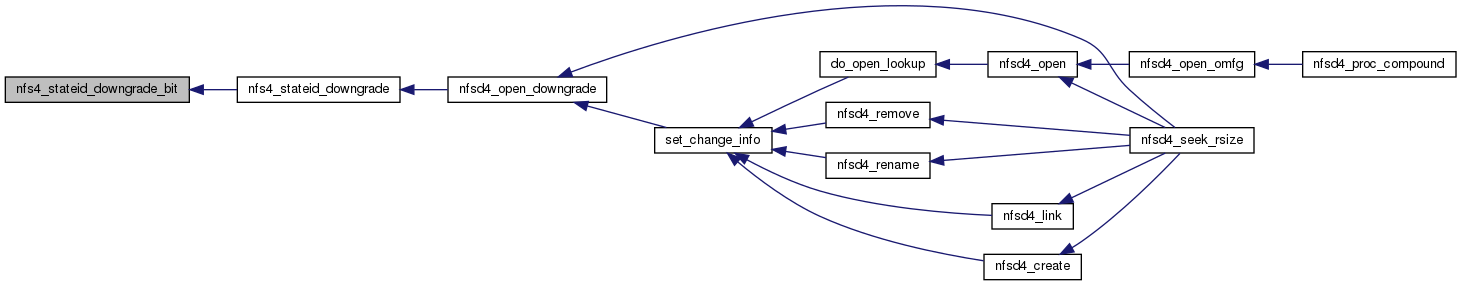 nfs4_stateid_downgrade_bit
nfs4_stateid_downgrade
nfsd4_open_downgrade
set_change_info
do_open_lookup
nfsd4_open
nfsd4_open_omfg
nfsd4_proc_compound
nfsd4_remove
nfsd4_seek_rsize
nfsd4_rename
nfsd4_link
nfsd4_create